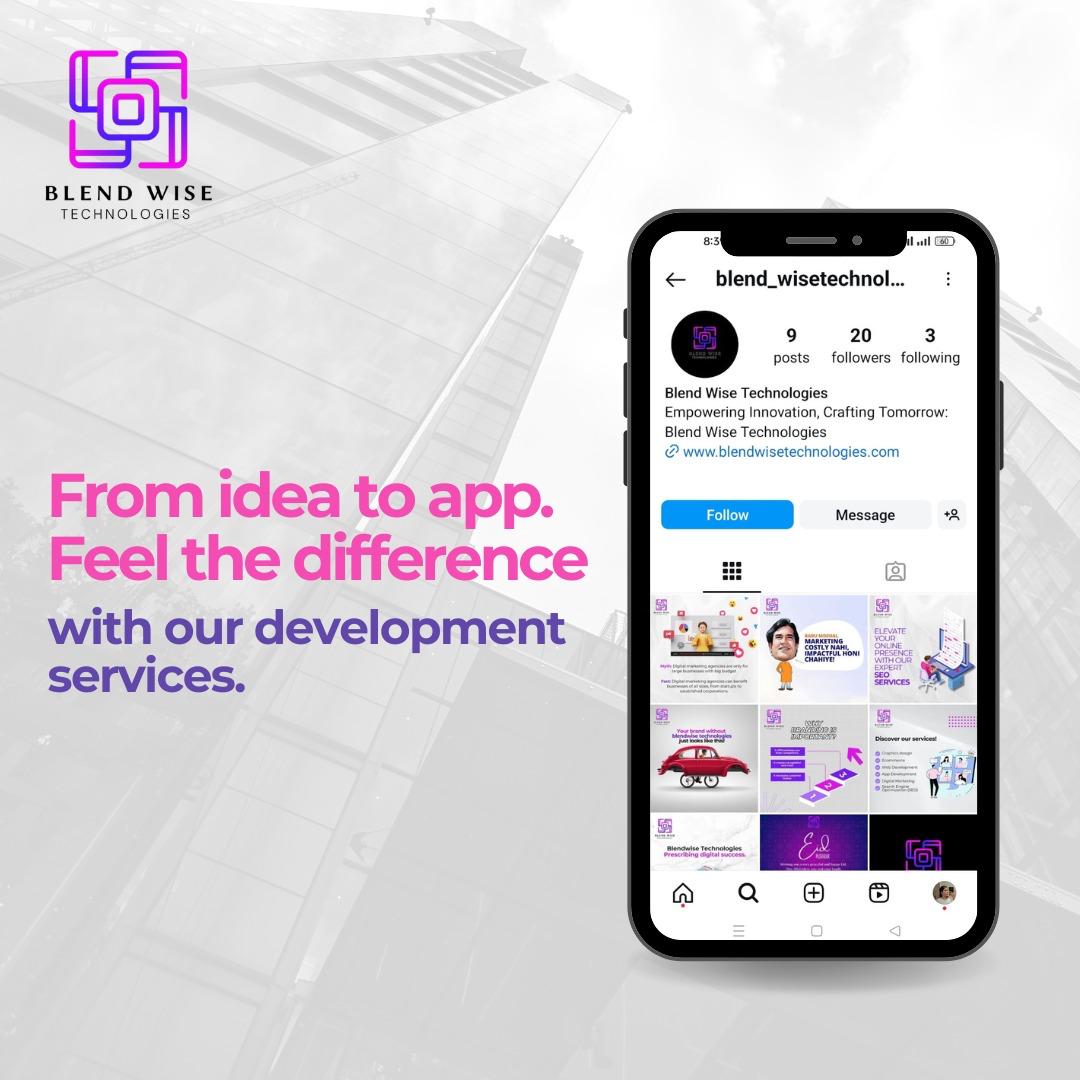 BLEND WISE
TECHNOLOGIES
From idea to app.
Feel the difference
with our development
services.
8:3
60
blend_wisetechnol...
9
20
3
posts
followers
following
Blend Wise Technologies
Empowering Innovation, Crafting Tomorrow:
Blend Wise Technologies
www.blendwisetechnologies.com
Follow
Message
Myth: Digital marketing agencies are only for
large businesses with big budget.
Fact: Digital marketing agencies can benefit
businesses of all sizes, from startups to
established corporations.
BABU MOSHAI,
MARKETING
COSTLY NAHI,
IMPACTFUL HONI
CHAHIYE!
ELEVATE
YOUR
ONLINE
PRESENCE
WITH OUR
EXPERT
SEO
SERVICES
Your brand without
blendwise technologies
just looks like this!
WHY
BRANDING IS
IMPORTANT?
1
2
3
Discover our services!
Graphics design
Ecommerce
Web Development
App Development
Digital Marketing
Search Engine
Optimization (SEO)
Blendwise Technologies
Prescribing digital success.
Eid